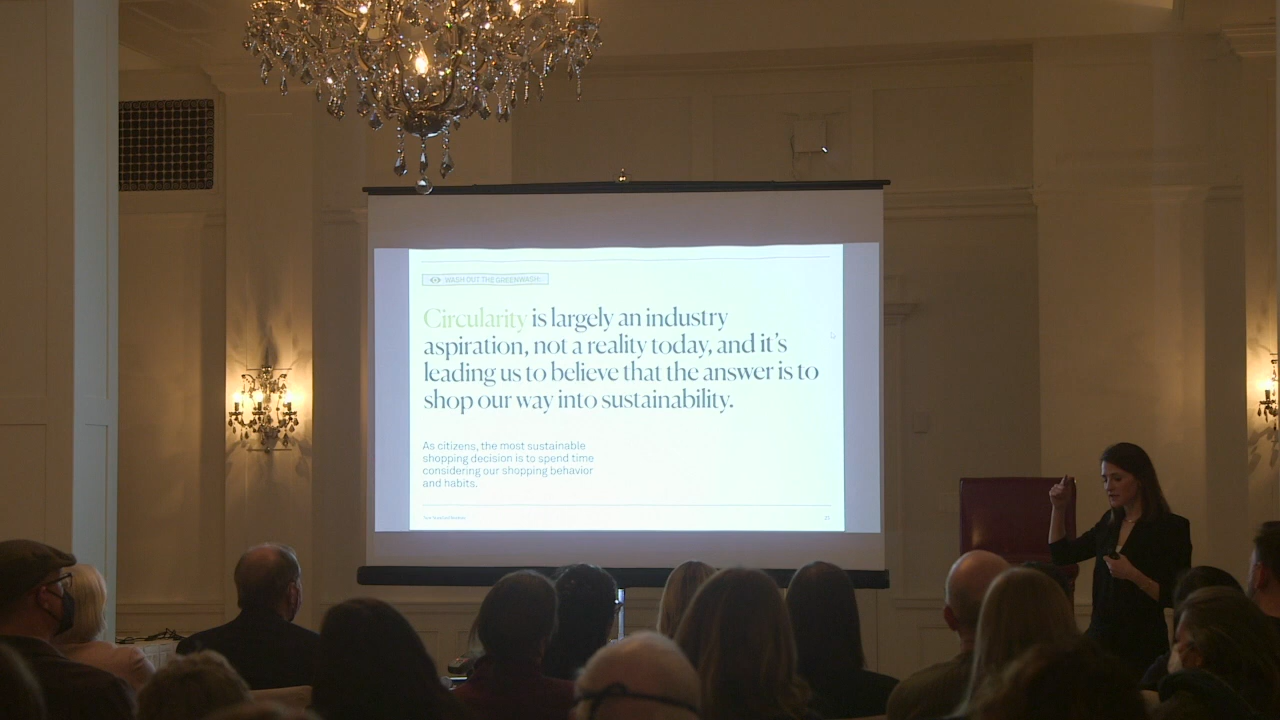 WASH OUT THE GREENWASH
Circularity is largely an industry
aspiration, not a reality today, and it's
leading us to believe that the answer is to
shop our way into sustainability.
As citizens, the most sustainable
shopping decision is to spend time
considering our shopping behavior
and habits.